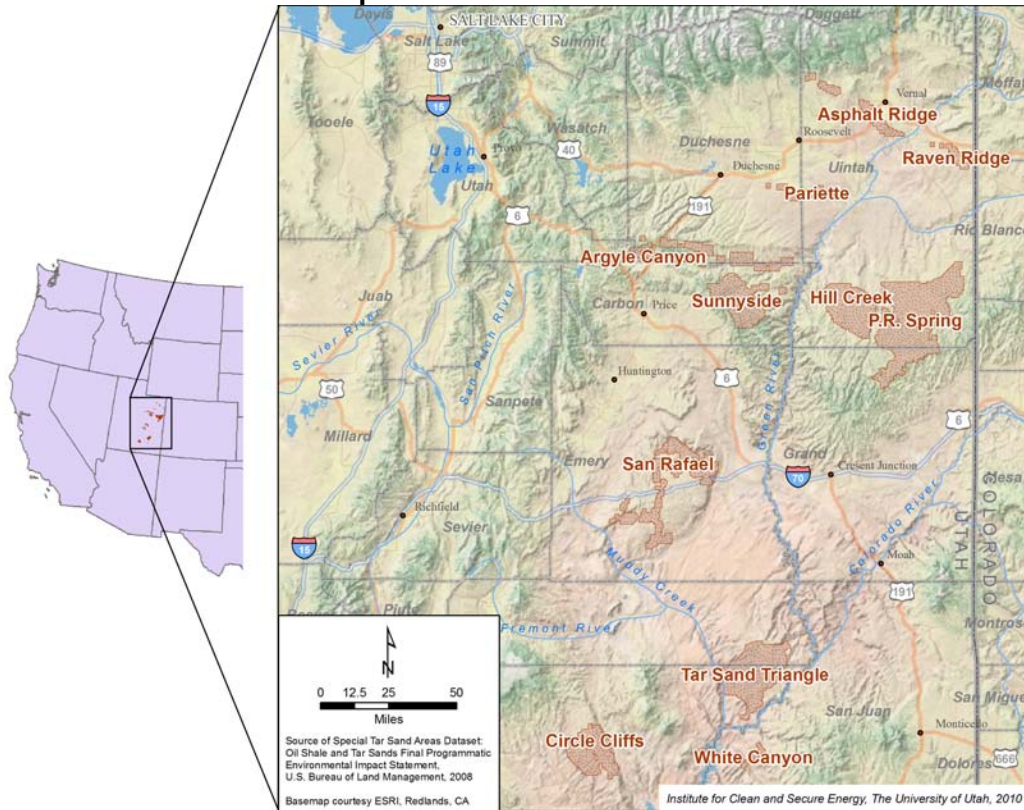 Davis
SALT LAKE CITY
Daggett
Salt Lake
Summit
89
Moffat
15
Vernal
Asphalt Ridge
Tooele
Wasatch
Duchesne
Roosevelt
Utah
Lake
Provo
40
Raven Ridge
Uintah
Duchesne
Utah
Pariette
191
6
Rio Blanco
Argyle Canyon
Juab
Sunnyside
Hill Creek
Carbon
Price
P.R. Spring
Sevier River
San Pitch River
Green River
Huntington
6
50
Sanpete
6
Millard
Emery
San Rafael
Grand
Cresent Junction
70
Mesa
COLORADO
UTAH
Richfield
Sevier
Colorado River
15
Moab
Muddy Creek
191
Piute
Fremont River
Montrose
N
Tar Sand Triangle
0 12.5 25 50
Miles
San Miguel
San Juan
Monticello
Circle Cliffs
White Canyon
Dolores
666
Source of Special Tar Sand Areas Dataset:
Oil Shale and Tar Sands Final Programmatic
Environmental Impact Statement,
U.S. Bureau of Land Management, 2008
Basemap courtesy ESRI, Redlands, CA
Institute for Clean and Secure Energy, The University of Utah, 2010